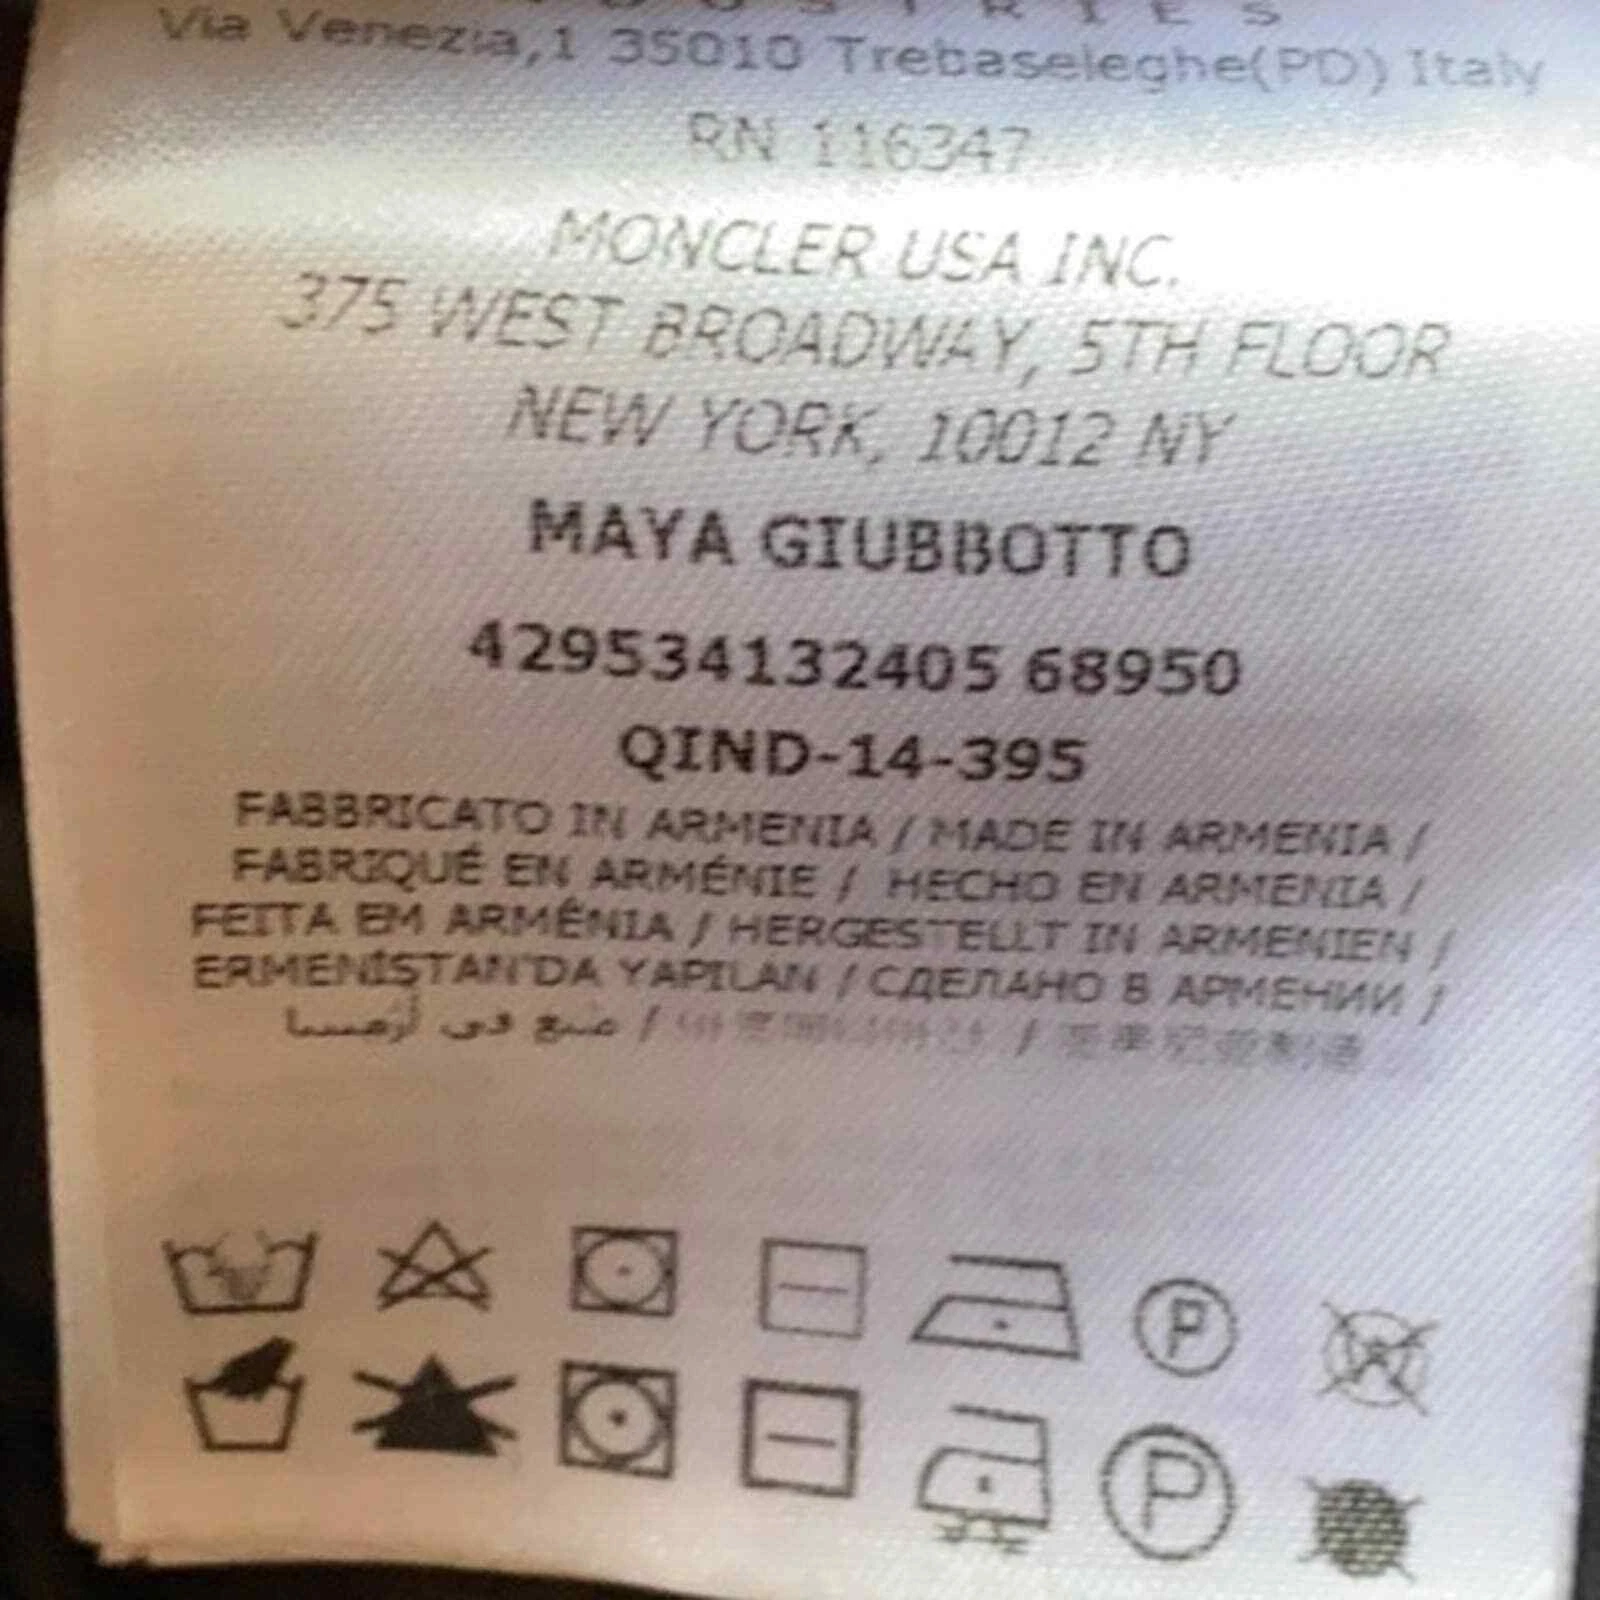 Via Venezia,1 35010 Trebaseleghe(PD) Italy
RN 116347
MONCLER USA INC.
375 WEST BROADWAY, 5TH FLOOR
NEW YORK, 10012 NY
MAYA GIUBBOTTO
429534132405 68950
QIND-14-395
FABBRICATO IN ARMENIA / MADE IN ARMENIA /
FABRIQUÉ EN ARMÉNIE / HECHO EN ARMENIA /
FEITA EM ARMÉNIA / HERGESTELLT IN ARMENIEN /
ERMENİSTAN'DA YAPILAN / СДЕЛАНО В АРМЕНИИ /
صنع في / /
P
P